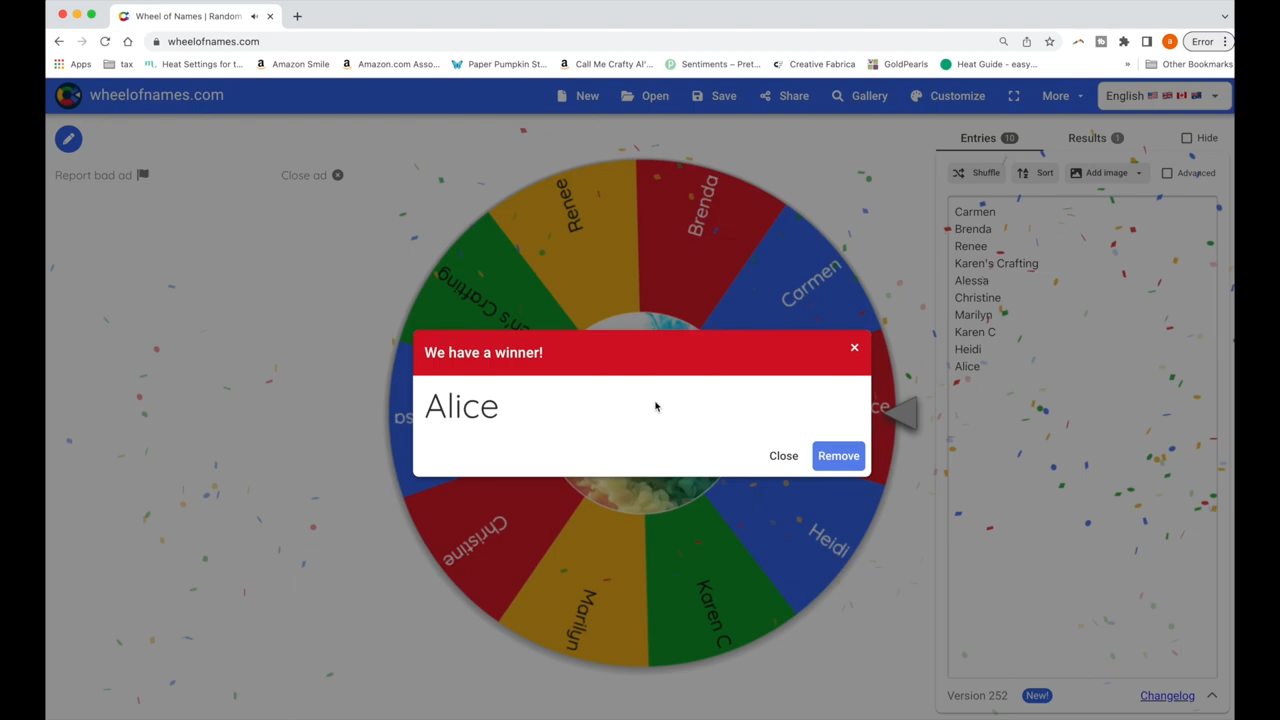 Wheel of Names | Random
wheelofnames.com
Error
Apps
tax
Heat Settings for t...
Amazon Smile
Amazon.com Asso...
Paper Pumpkin St...
Call Me Crafty Al'...
Sentiments – Pret...
Creative Fabrica
GoldPearls
Heat Guide - easy...
»
Other Bookmarks
wheelofnames.com
New
Open
Save
Share
Gallery
Customize
More
English
Report bad ad
Close ad
Entries 10
Results 1
Hide
Shuffle
Sort
Add image
Advanced
Carmen
Brenda
Renee
Karen's Crafting
Alessa
Christine
Marilyn
Karen C
Heidi
Alice
Renee
Brenda
Carmen
Heidi
Karen C
Marilyn
Christine
We have a winner!
Alice
Close
Remove
Version 252
New!
Changelog